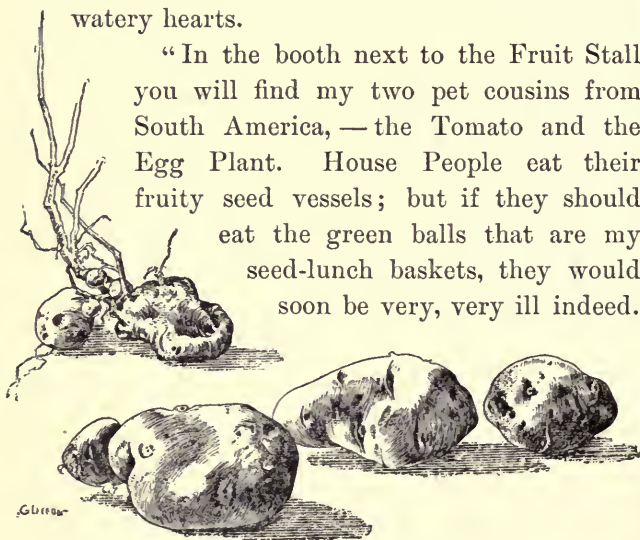 watery hearts.
“ In the booth next to the Fruit Stall
you will find my two pet cousins from
South America, — the Tomato and the
Egg Plant. House People eat their
fruity seed vessels; but if they should
eat the green balls that are my
seed-lunch baskets, they would
soon be very, very ill indeed.